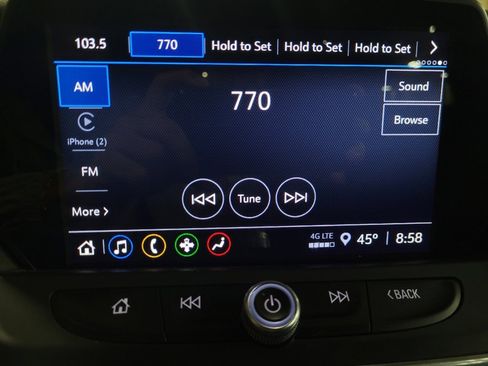 103.5 770 Hold to Set Hold to Set Hold to Set
AM
770
Sound
iPhone (2)
Browse
FM
Tune
More
4G LTE
45° 8:58
BACK